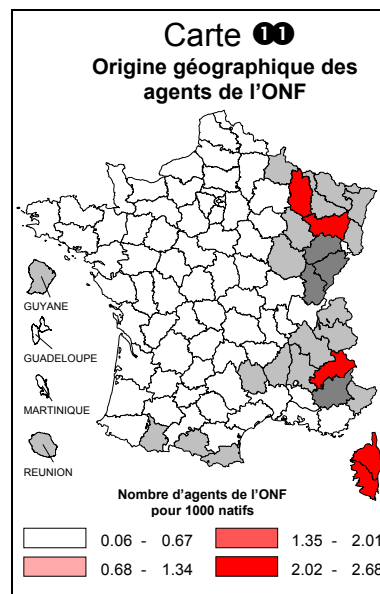 Carte ❶❶
Origine géographique des
agents de l'ONF
GUYANE
GUADELOUPE
MARTINIQUE
REUNION
Nombre d'agents de l'ONF
pour 1000 natifs
0.06 - 0.67
1.35 - 2.01
0.68 - 1.34
2.02 - 2.68